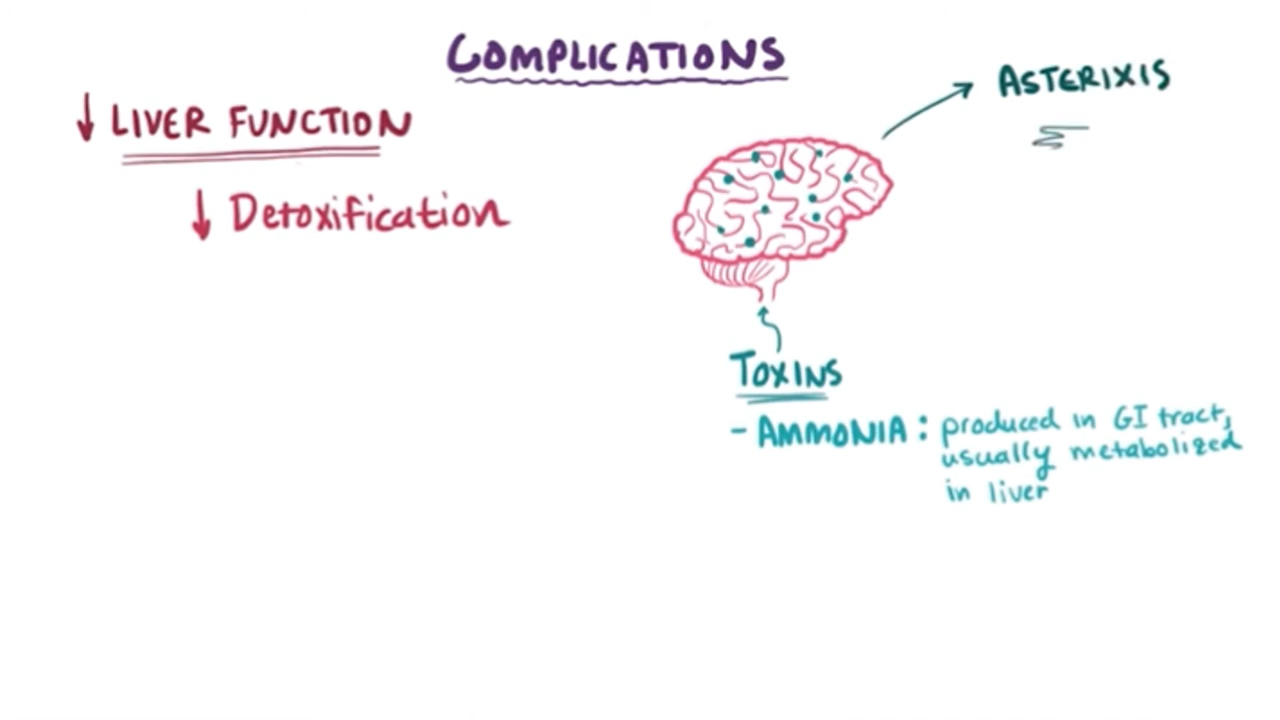 COMPLICATIONS
↓ LIVER FUNCTION
↓ Detoxification
ASTERIXIS
TOXINS
- AMMONIA: produced in GI tract,
usually metabolized
in liver